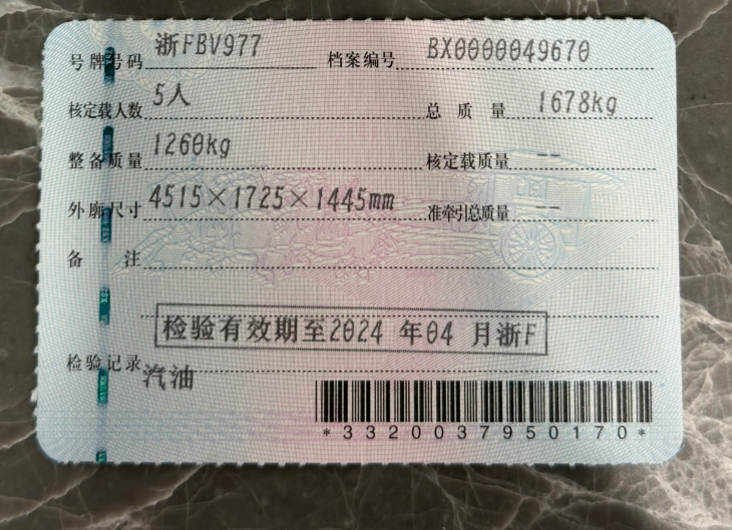 号牌号码 浙FBV977 档案编号 BX0000049670
核定载人数 5人 总质量 1678kg
整备质量 1260kg 核定载质量 --
外廓尺寸 4515×1725×1445mm 准牵引总质量 --
备注
检验有效期至2024 年04 月浙F
检验记录
汽油
*3320037950170*